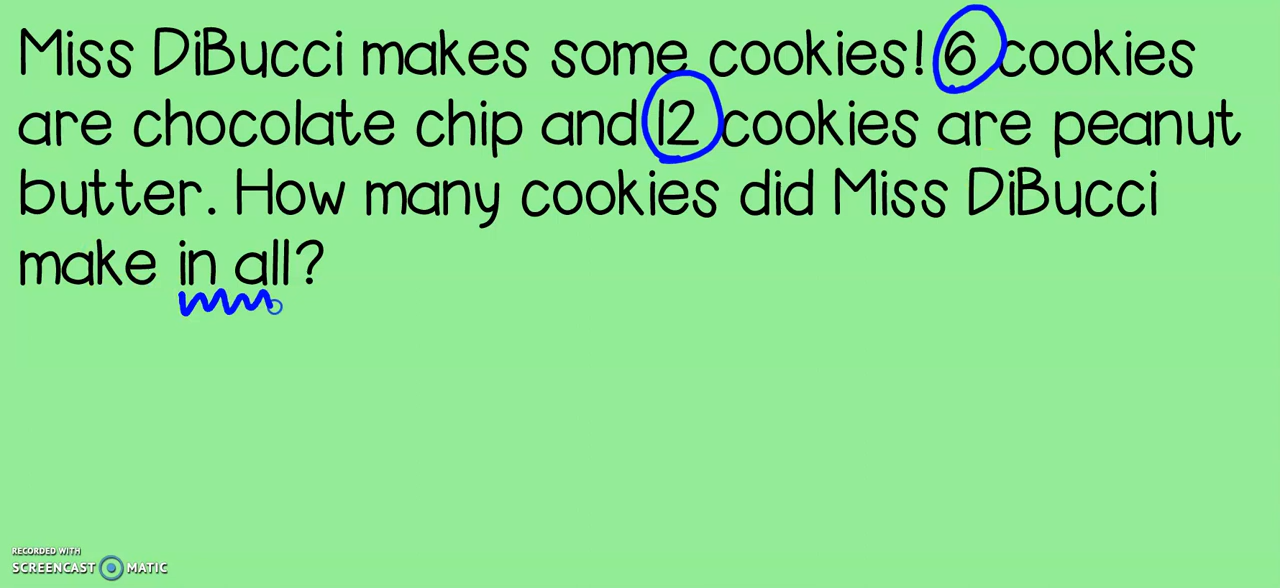 Miss DiBucci makes some cookies! 6 cookies
are chocolate chip and 12 cookies are peanut
butter. How many cookies did Miss DiBucci
make in all?
RECORDED WITH
SCREENCAST MATIC